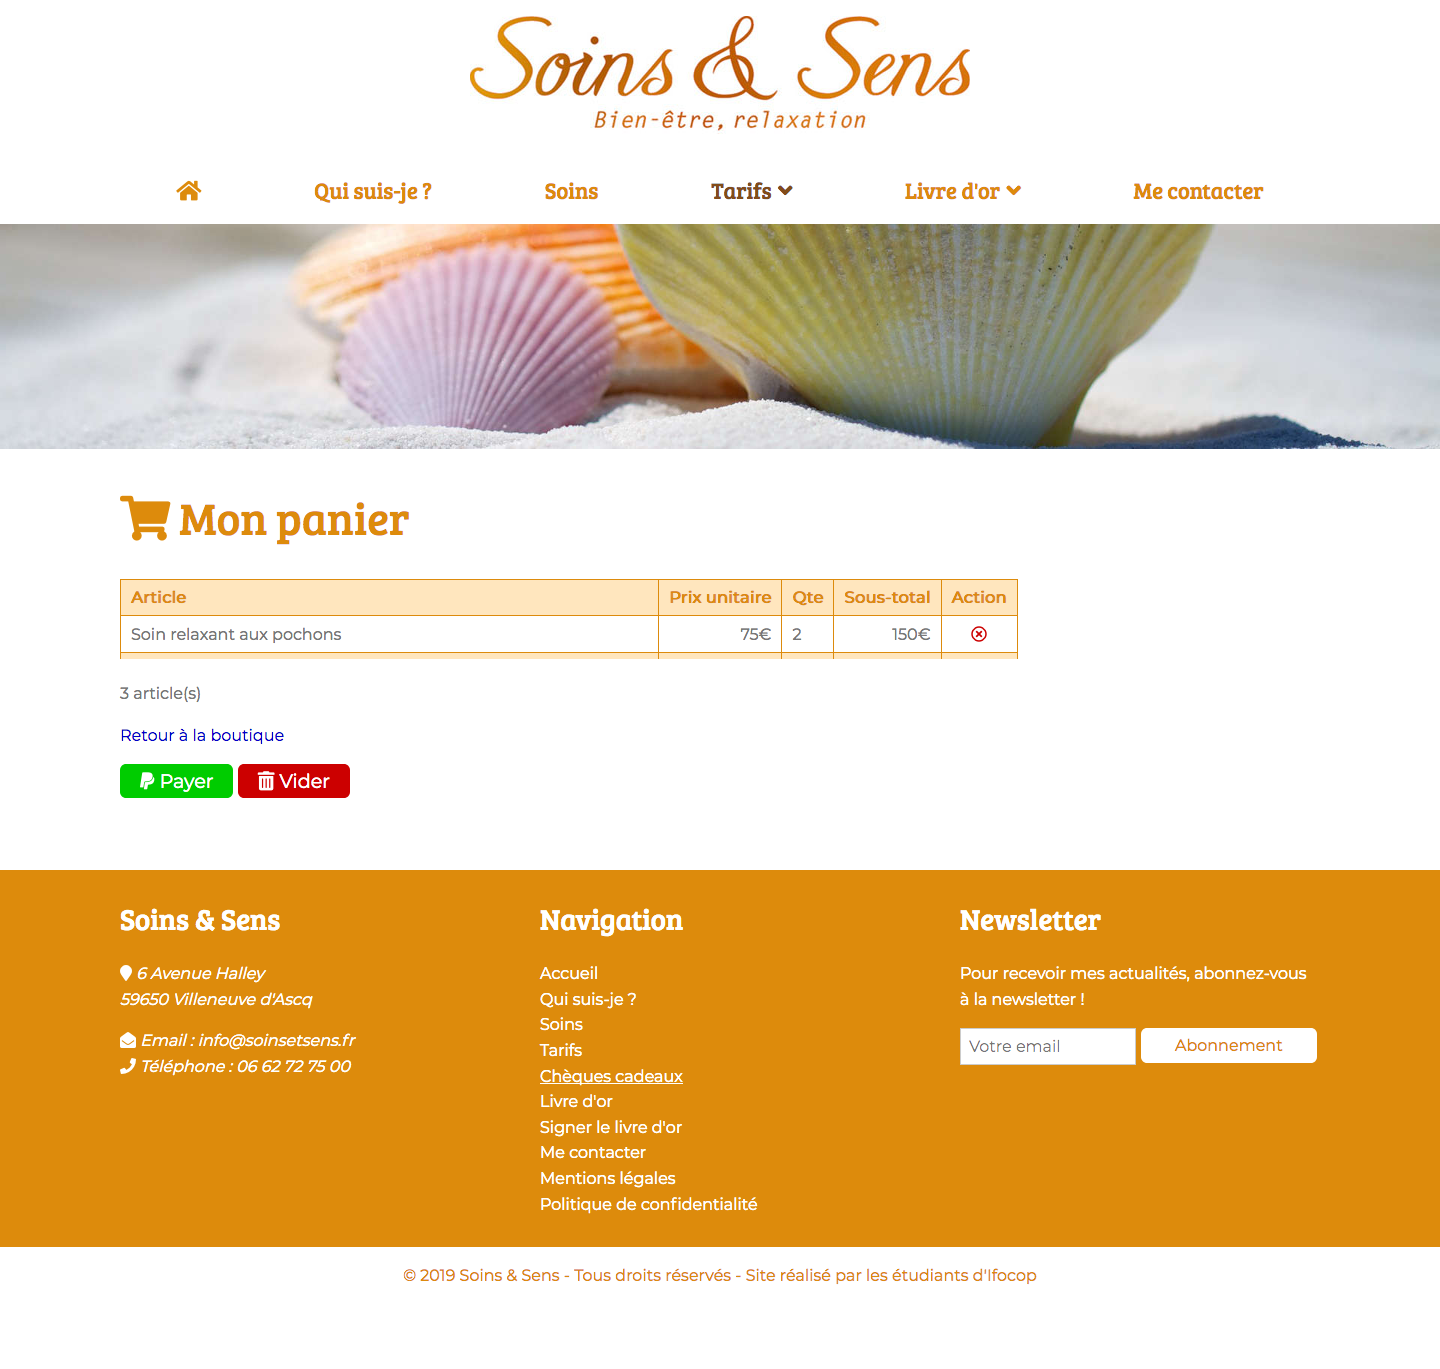 Soins & Sens
Bien-être, relaxation
Qui suis-je ? Soins Tarifs Livre d'or Me contacter
Mon panier
Article Prix unitaire Qte Sous-total Action
Soin relaxant aux pochons 75€ 2 150€
3 article(s)
Retour à la boutique
Payer Vider
Soins & Sens
6 Avenue Halley
59650 Villeneuve d'Ascq
Email : info@soinsetsens.fr
Téléphone : 06 62 72 75 00
Navigation
Accueil
Qui suis-je ?
Soins
Tarifs
Chèques cadeaux
Livre d'or
Signer le livre d'or
Me contacter
Mentions légales
Politique de confidentialité
Newsletter
Pour recevoir mes actualités, abonnez-vous
à la newsletter !
Votre email Abonnement
© 2019 Soins & Sens - Tous droits réservés - Site réalisé par les étudiants d'Ifocop